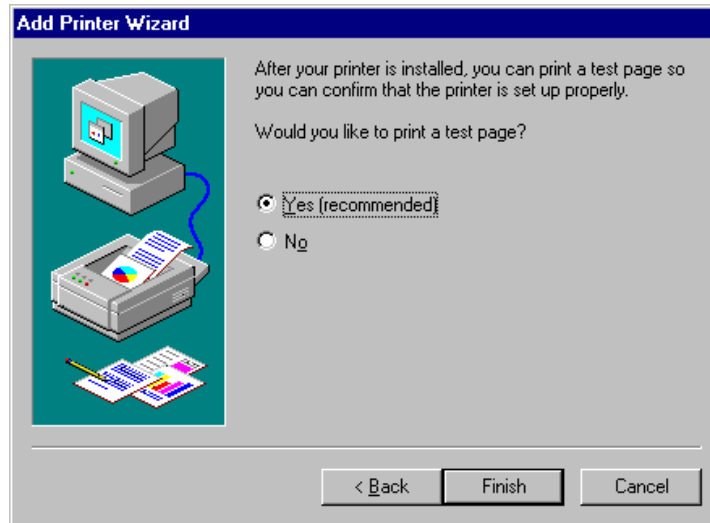 Add Printer Wizard
After your printer is installed, you can print a test page so
you can confirm that the printer is set up properly.
Would you like to print a test page?
Yes (recommended)
No
< Back
Finish
Cancel